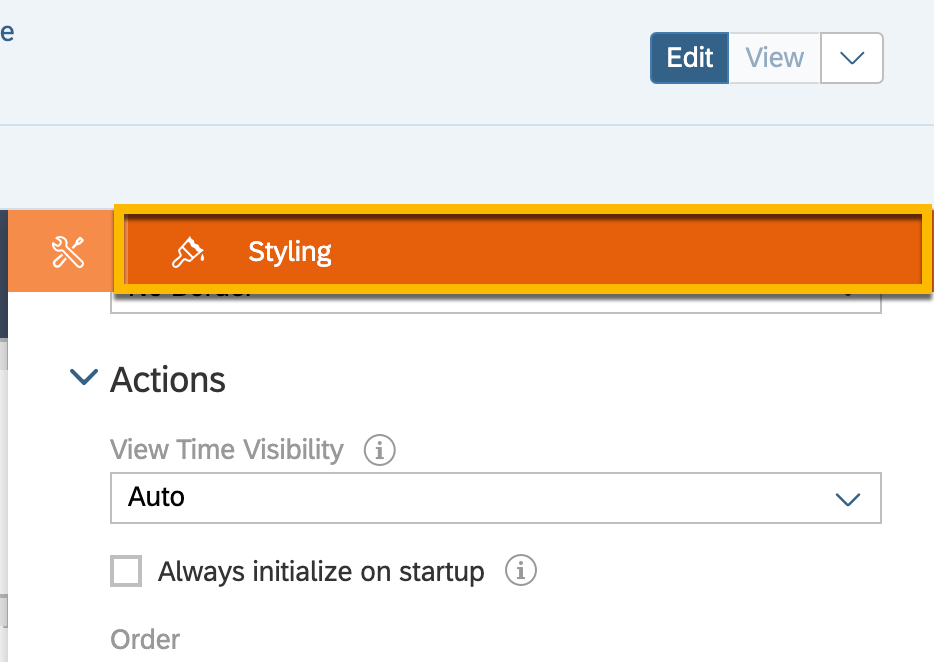 e
Edit
View
Styling
No Border
Actions
View Time Visibility
Auto
Always initialize on startup
Order